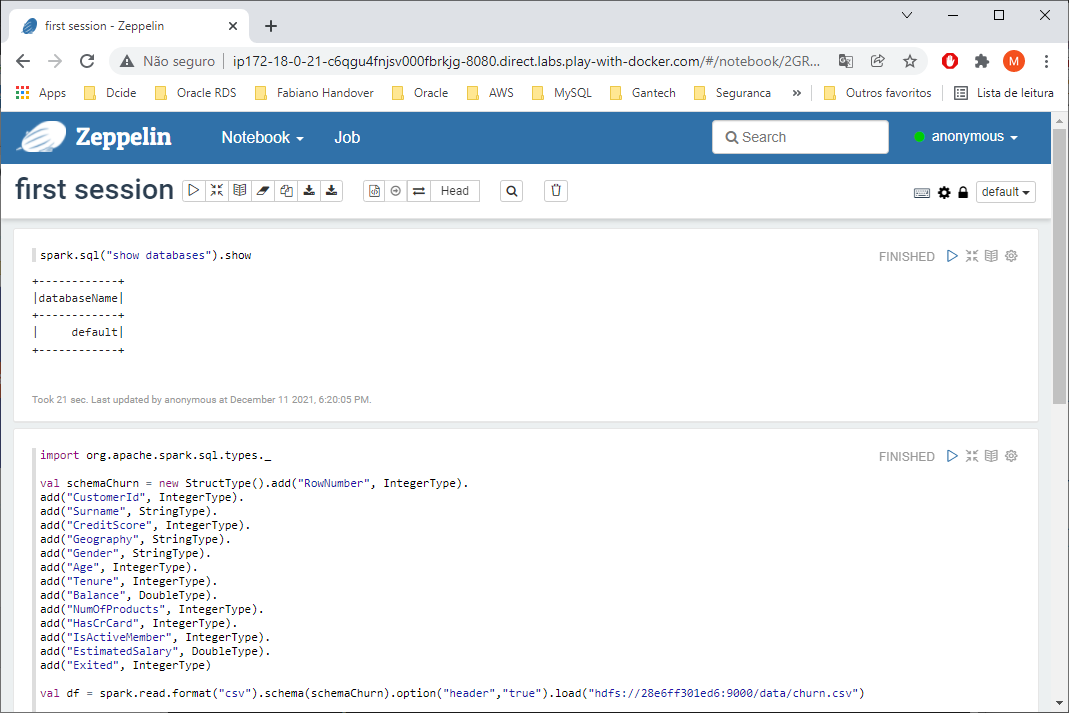 first session - Zeppelin
Não seguro
ip172-18-0-21-c6qgu4fnjsv000fbrkjg-8080.direct.labs.play-with-docker.com/#/notebook/2GR...
M
Apps
Dcide
Oracle RDS
Fabiano Handover
Oracle
AWS
MySQL
Gantech
Seguranca
»
Outros favoritos
Lista de leitura
Zeppelin
Notebook
Job
Search
anonymous
first session
Head
default
spark.sql("show databases").show
FINISHED
+------------+
|databaseName|
+------------+
|     default|
+------------+
Took 21 sec. Last updated by anonymous at December 11 2021, 6:20:05 PM.
import org.apache.spark.sql.types._
FINISHED
val schemaChurn = new StructType().add("RowNumber", IntegerType).
add("CustomerId", IntegerType).
add("Surname", StringType).
add("CreditScore", IntegerType).
add("Geography", StringType).
add("Gender", StringType).
add("Age", IntegerType).
add("Tenure", IntegerType).
add("Balance", DoubleType).
add("NumOfProducts", IntegerType).
add("HasCrCard", IntegerType).
add("IsActiveMember", IntegerType).
add("EstimatedSalary", DoubleType).
add("Exited", IntegerType)
val df = spark.read.format("csv").schema(schemaChurn).option("header","true").load("hdfs://28e6ff301ed6:9000/data/churn.csv")